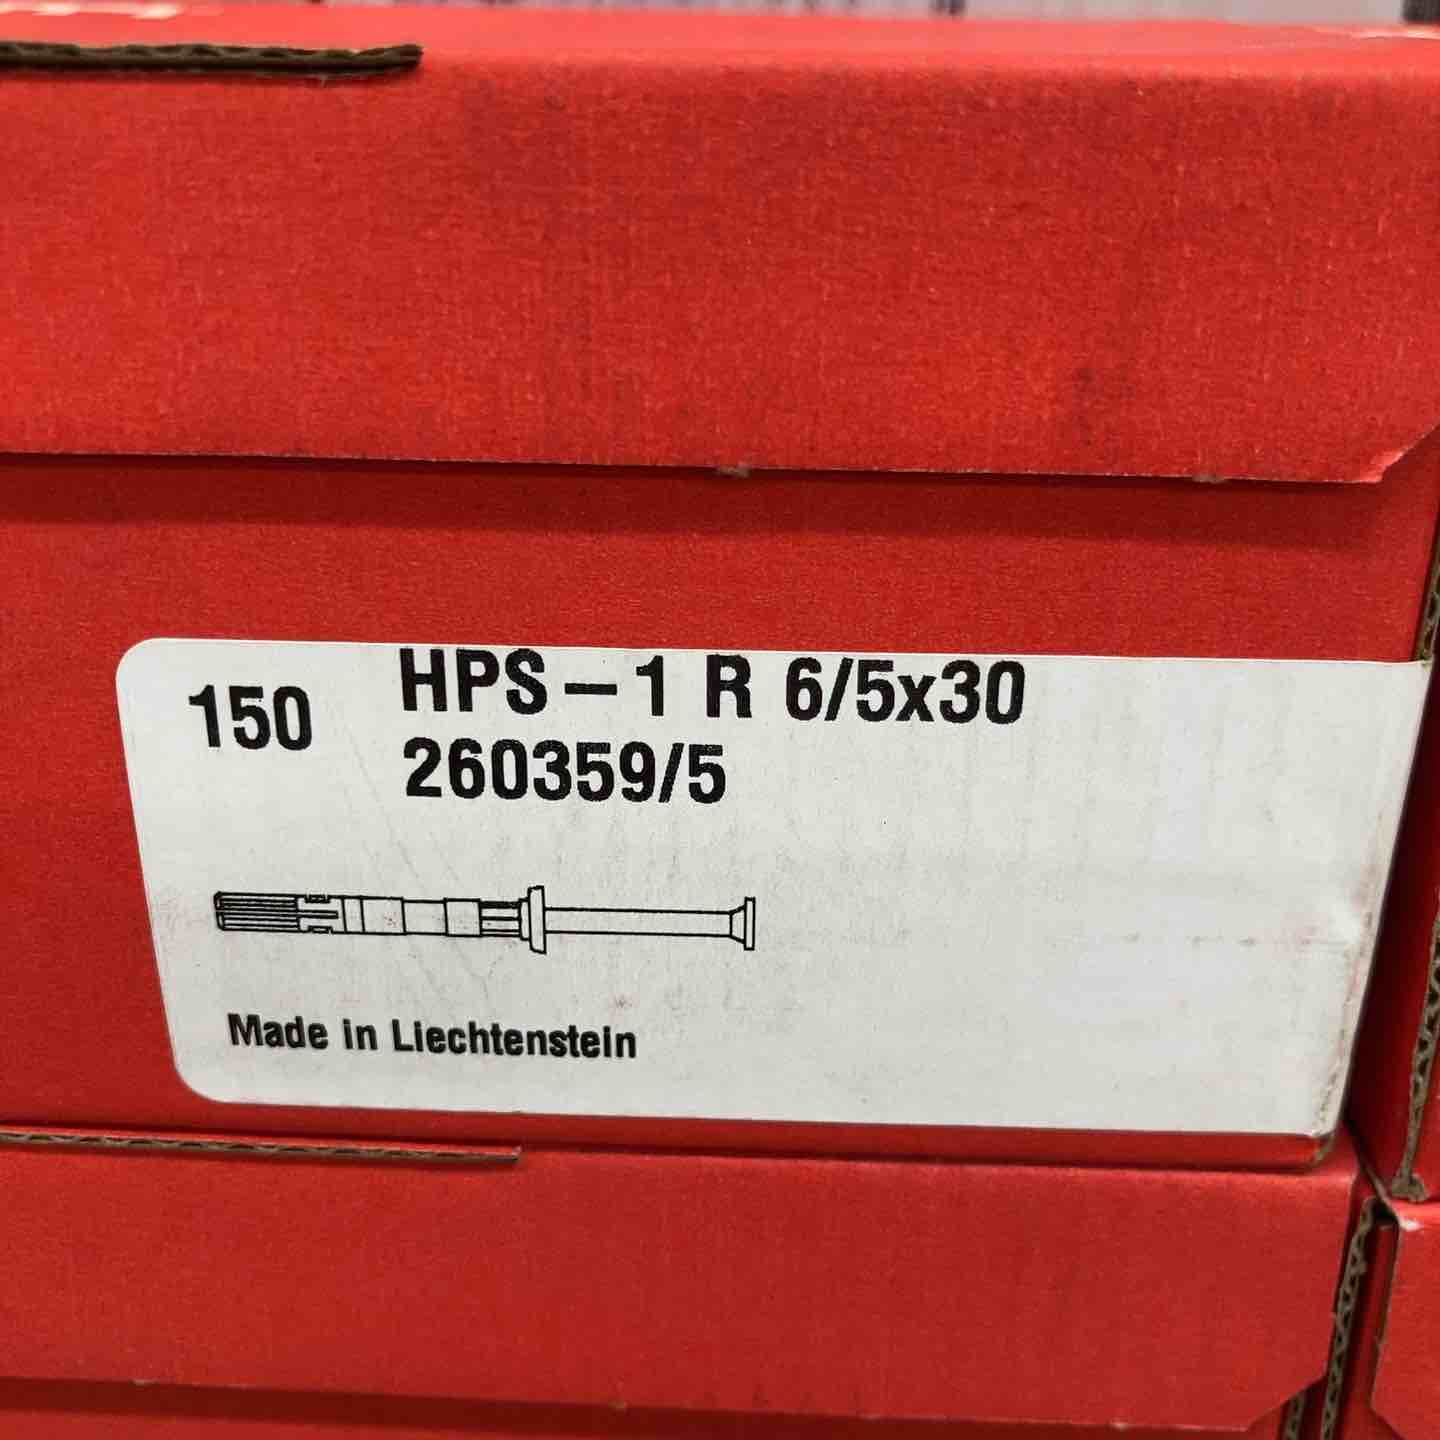 150
HPS – 1 R 6/5x30
260359/5
Made in Liechtenstein